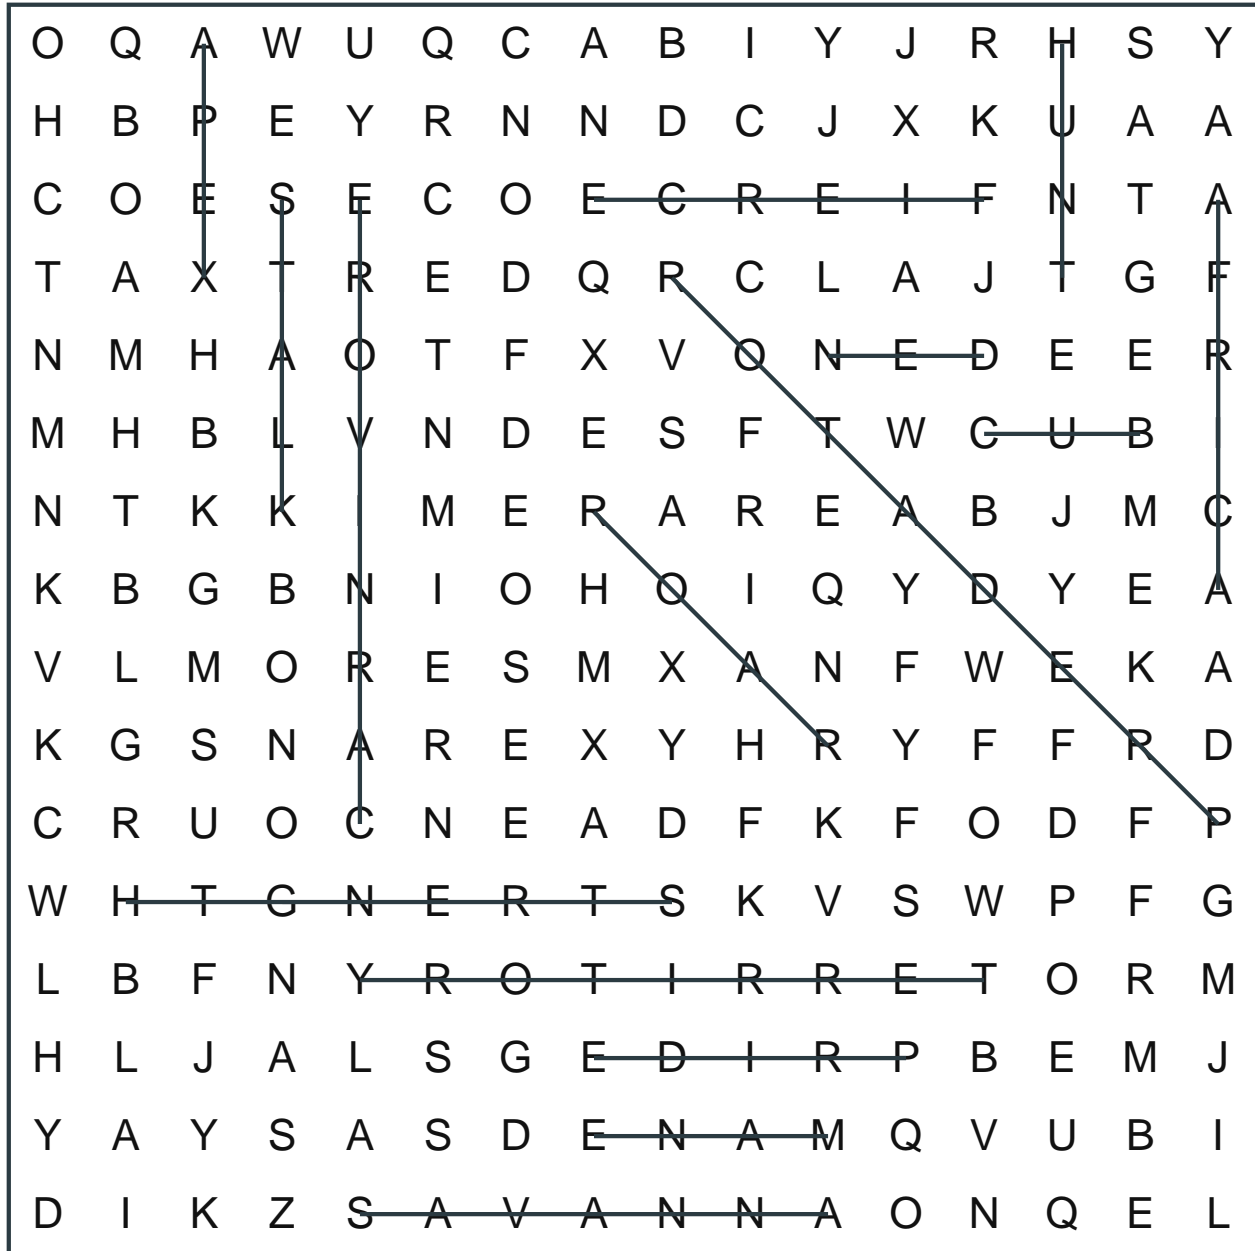 O Q A W U Q C A B I Y J R H S Y
H B P E Y R N N D C J X K U A A
C O E S E C O E C R E I F N T A
T A X T R E D Q R C L A J T G F
N M H A O T F X V O N E D E E R
M H B L V N D E S F T W C U B I
N T K K I M E R A R E A B J M C
K B G B N I O H O I Q Y D Y E A
V L M O R E S M X A N F W E K A
K G S N A R E X Y H R Y F F R D
C R U O C N E A D F K F O D F P
W H T G N E R T S K V S W P F G
L B F N Y R O T I R R E T O R M
H L J A L S G E D I R P B E M J
Y A Y S A S D E N A M Q V U B I
D I K Z S A V A N N A O N Q E L